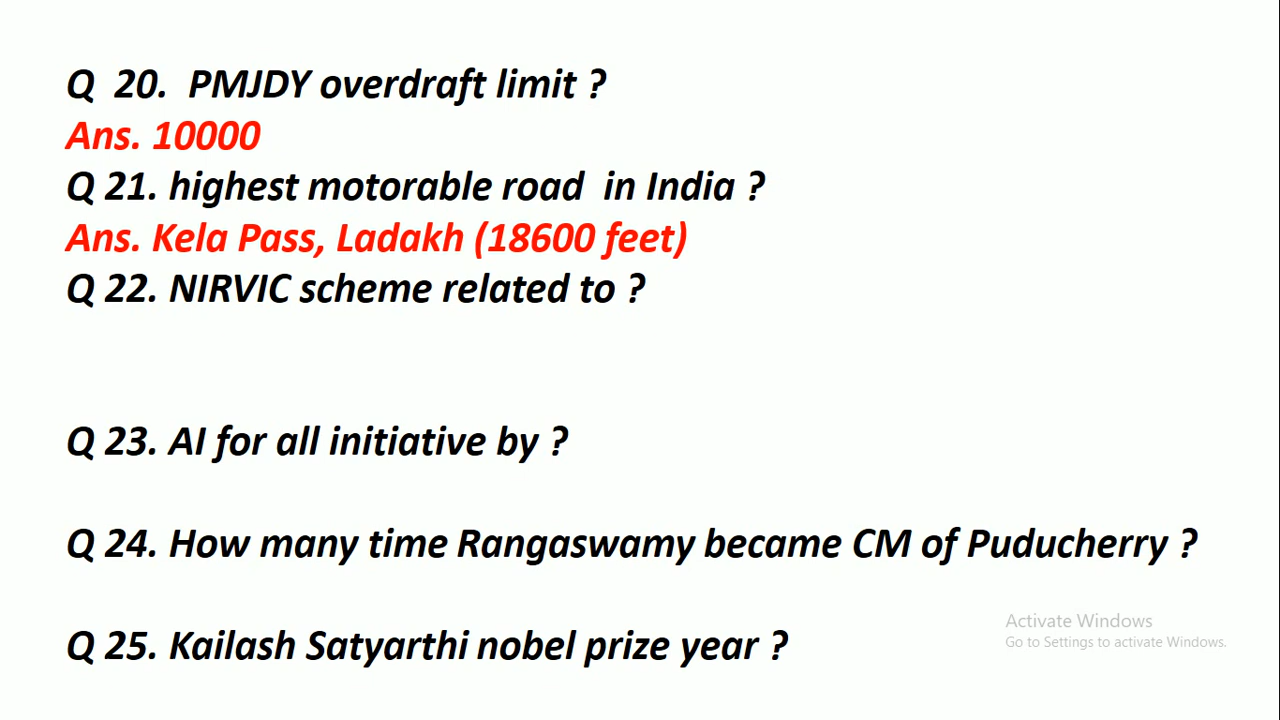 Q 20. PMJDY overdraft limit ?
Ans. 10000
Q 21. highest motorable road in India ?
Ans. Kela Pass, Ladakh (18600 feet)
Q 22. NIRVIC scheme related to ?
Q 23. AI for all initiative by ?
Q 24. How many time Rangaswamy became CM of Puducherry ?
Q 25. Kailash Satyarthi nobel prize year ?
Activate Windows
Go to Settings to activate Windows.